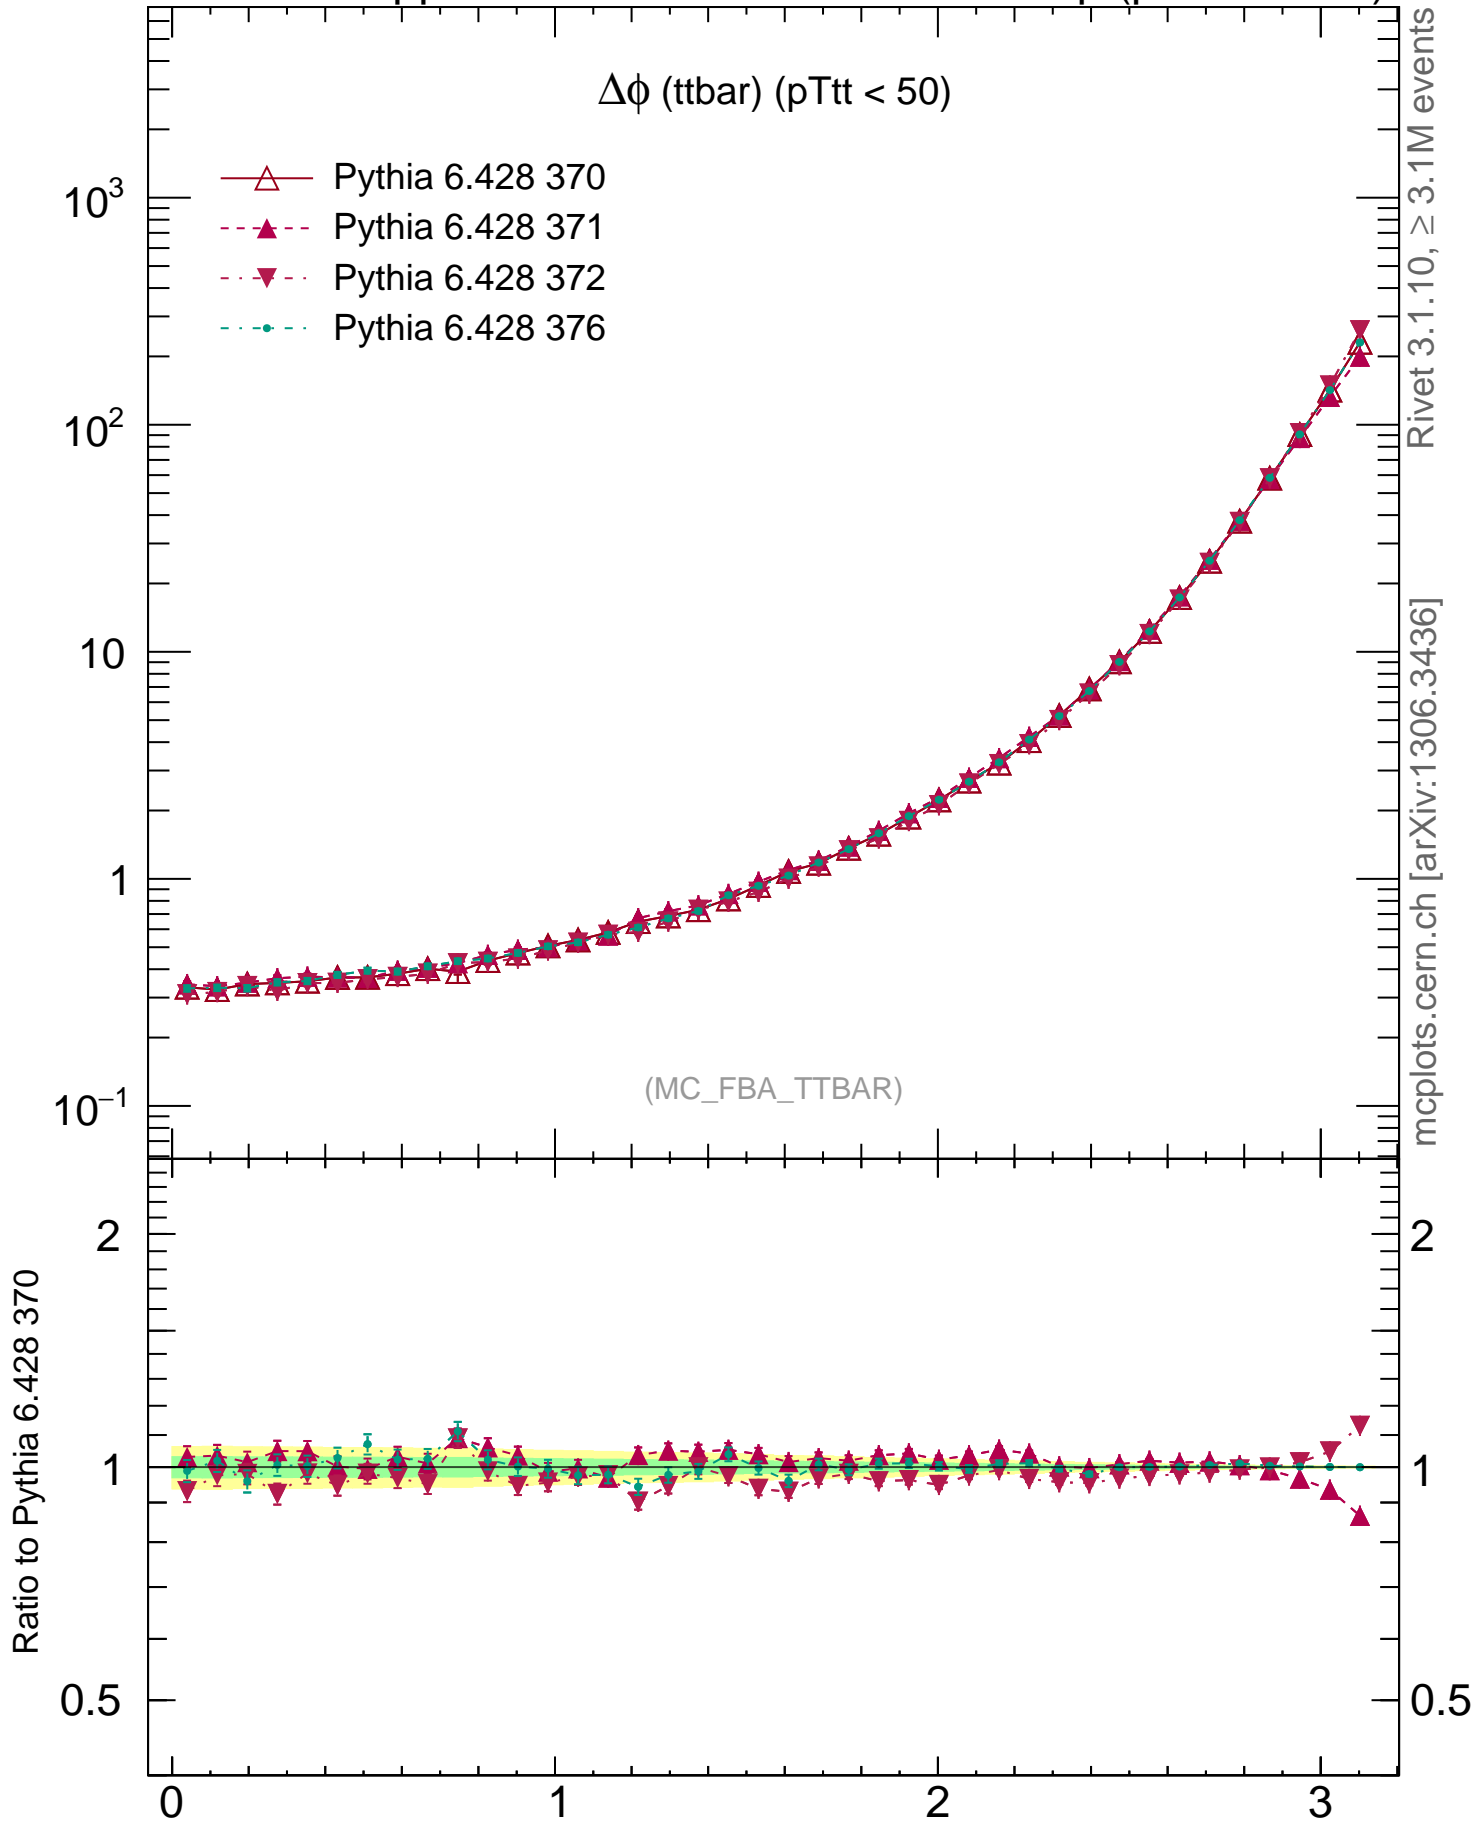 Δϕ (ttbar) (pTtt < 50)
Pythia 6.428 370
Pythia 6.428 371
Pythia 6.428 372
Pythia 6.428 376
10³
10²
10
1
10⁻¹
(MC_FBA_TTBAR)
Rivet 3.1.10, ≥ 3.1M events
mcplots.cern.ch [arXiv:1306.3436]
Ratio to Pythia 6.428 370
2
1
0.5
2
1
0.5
0
1
2
3